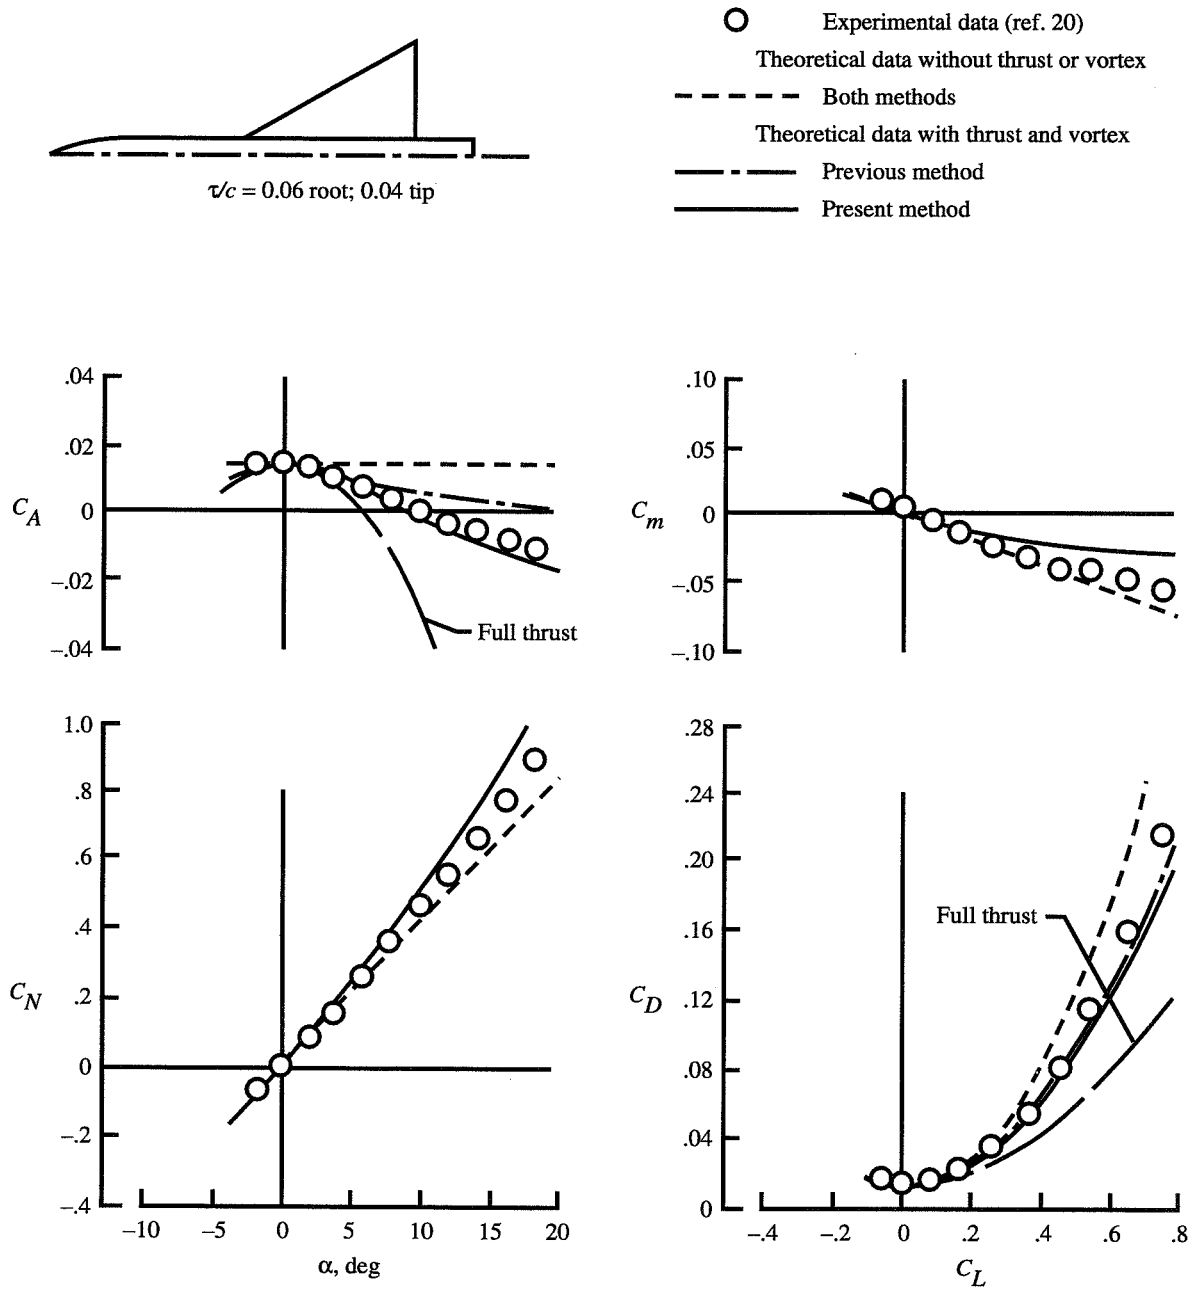 Experimental data (ref. 20)
Theoretical data without thrust or vortex
Both methods
Theoretical data with thrust and vortex
Previous method
Present method
τ/c = 0.06 root; 0.04 tip
.04
.02
0
–.02
–.04
C_A
Full thrust
.10
.05
0
–.05
–.10
C_m
1.0
.8
.6
.4
.2
0
–.2
–.4
C_N
–10
–5
0
5
10
15
20
α, deg
.28
.24
.20
.16
.12
.08
.04
0
C_D
Full thrust
–.4
–.2
0
.2
.4
.6
.8
C_L